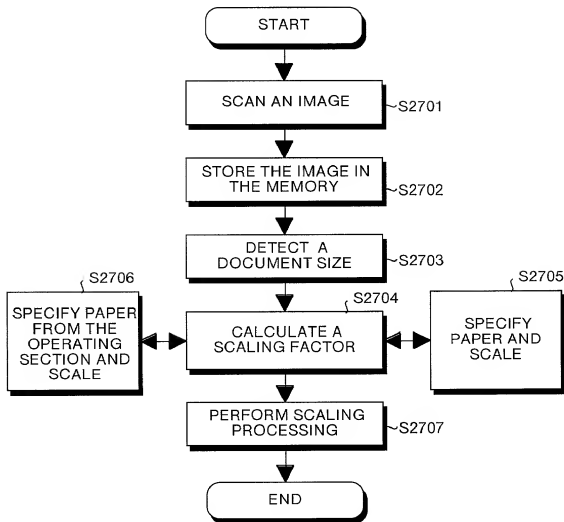 START
SCAN AN IMAGE
S2701
STORE THE IMAGE IN
THE MEMORY
S2702
DETECT A
DOCUMENT SIZE
S2703
S2706
SPECIFY PAPER
FROM THE
OPERATING
SECTION AND
SCALE
S2704
CALCULATE A
SCALING FACTOR
S2705
SPECIFY
PAPER AND
SCALE
PERFORM SCALING
PROCESSING
S2707
END